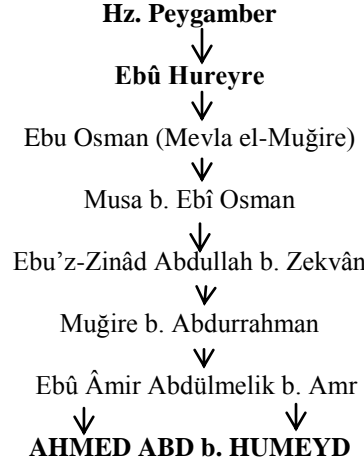 Hz. Peygamber
Ebû Hureyre
Ebu Osman (Mevla el-Muğire)
Musa b. Ebî Osman
Ebu’z-Zinâd Abdullah b. Zekvân
Muğire b. Abdurrahman
Ebû Âmir Abdülmelik b. Amr
AHMED ABD b. HUMEYD